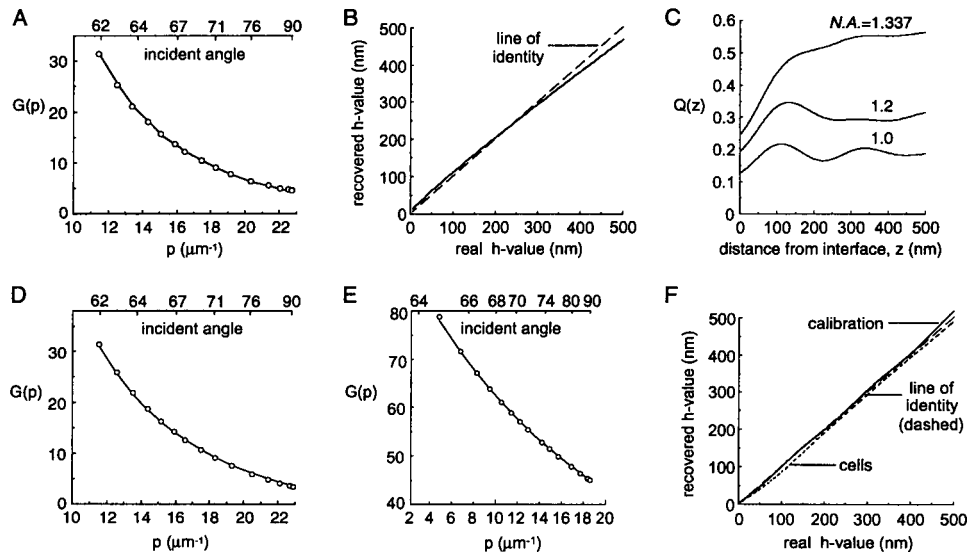 A
62 64 67 71 76 90
incident angle
30
20
10
0
G(p)
10 12 14 16 18 20 22
p (μm⁻¹)
B
500
400
300
200
100
0
recovered h-value (nm)
line of
identity
0 100 200 300 400 500
real h-value (nm)
C
N.A.=1.337
1.2
1.0
0.6
0.5
0.4
0.3
0.2
0.1
0
Q(z)
0 100 200 300 400 500
distance from interface, z (nm)
D
62 64 67 71 76 90
incident angle
30
20
10
0
G(p)
10 12 14 16 18 20 22
p (μm⁻¹)
E
64 66 68 70 74 80 90
incident angle
80
70
60
50
40
G(p)
2 4 6 8 10 12 14 16 18 20
p (μm⁻¹)
F
500
400
300
200
100
0
recovered h-value (nm)
calibration
line of
identity
(dashed)
cells
0 100 200 300 400 500
real h-value (nm)